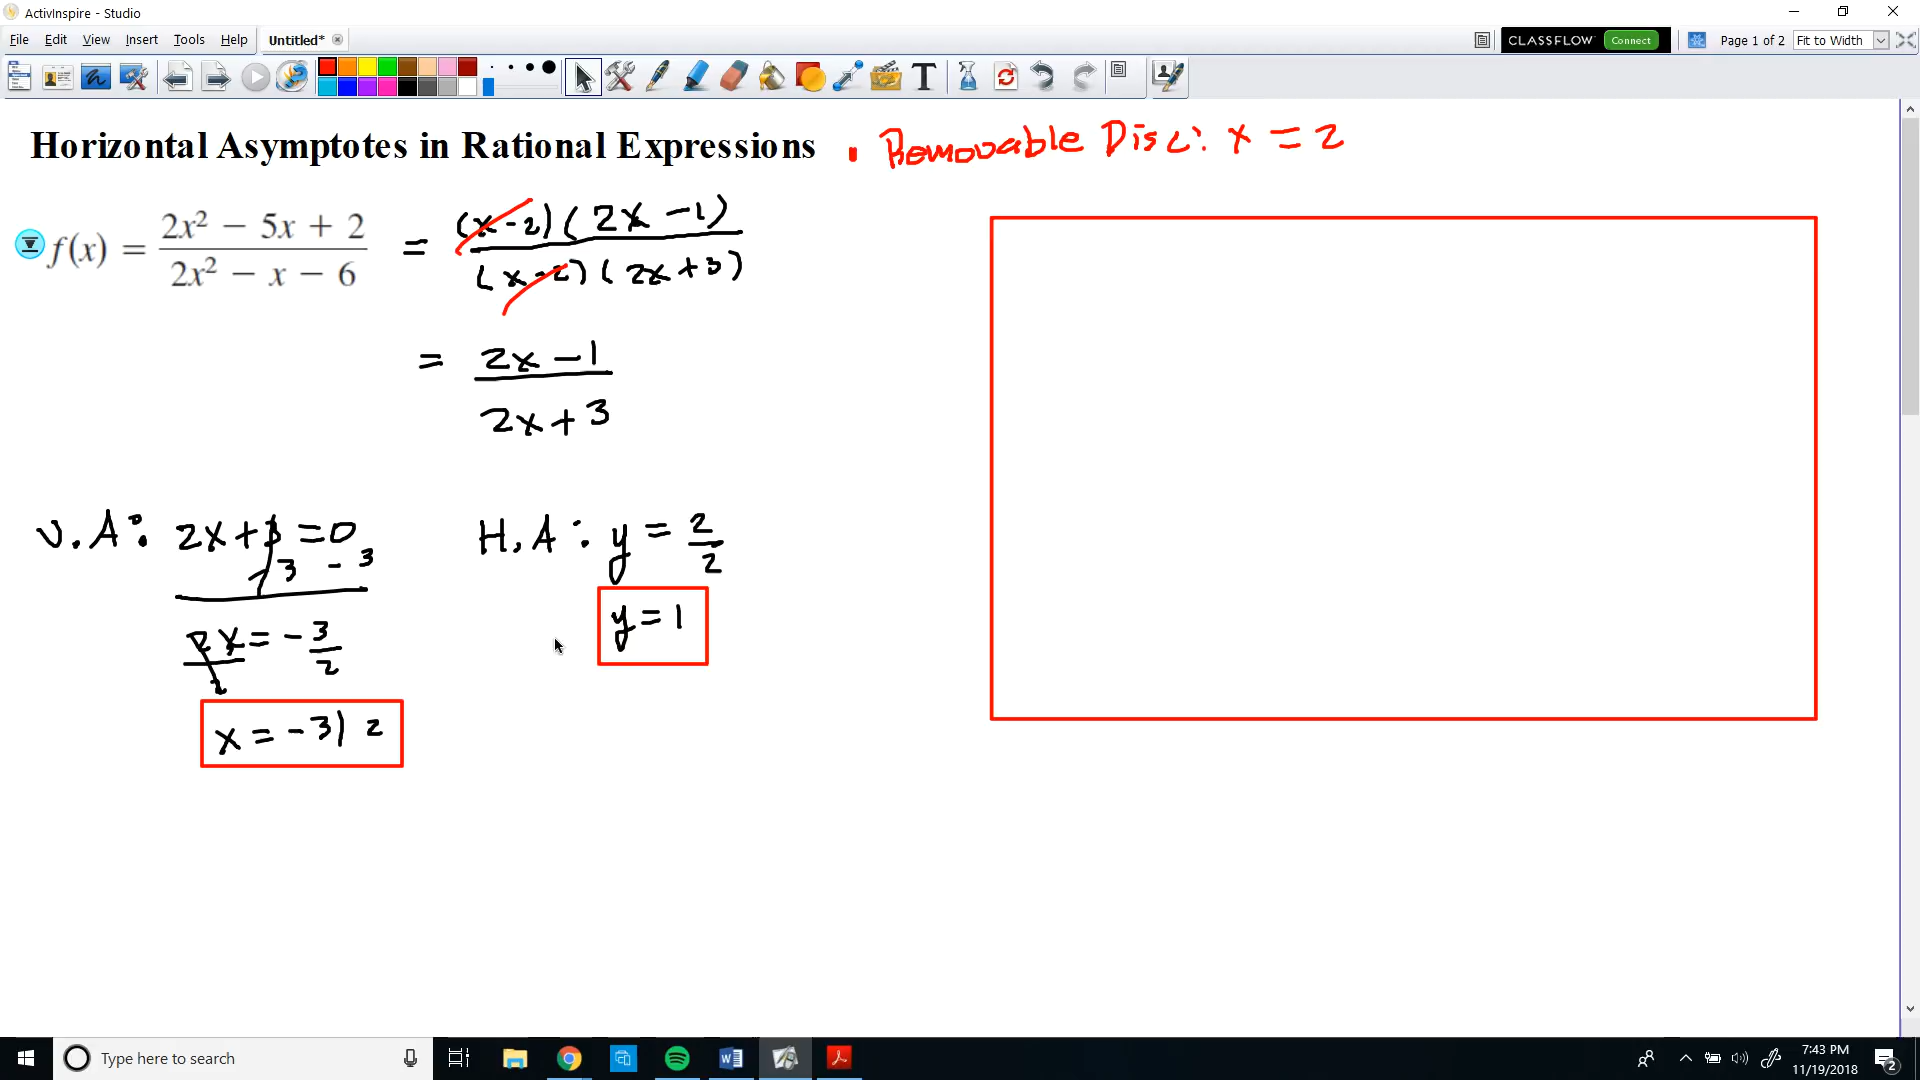 ActivInspire - Studio
File Edit View Insert Tools Help Untitled*
CLASSFLOW Connect Page 1 of 2 Fit to Width
Horizontal Asymptotes in Rational Expressions
. Removable Disc: x = 2
f(x) = (2x² − 5x + 2)/(2x² − x − 6) = (x-2)(2x-1)/(x-2)(2x+3)
= (2x-1)/(2x+3)
V.A: 2x+3=0
-3 -3
2x/2 = -3/2
x = -3/2
H.A: y = 2/2
y = 1
Type here to search
7:43 PM
11/19/2018
2